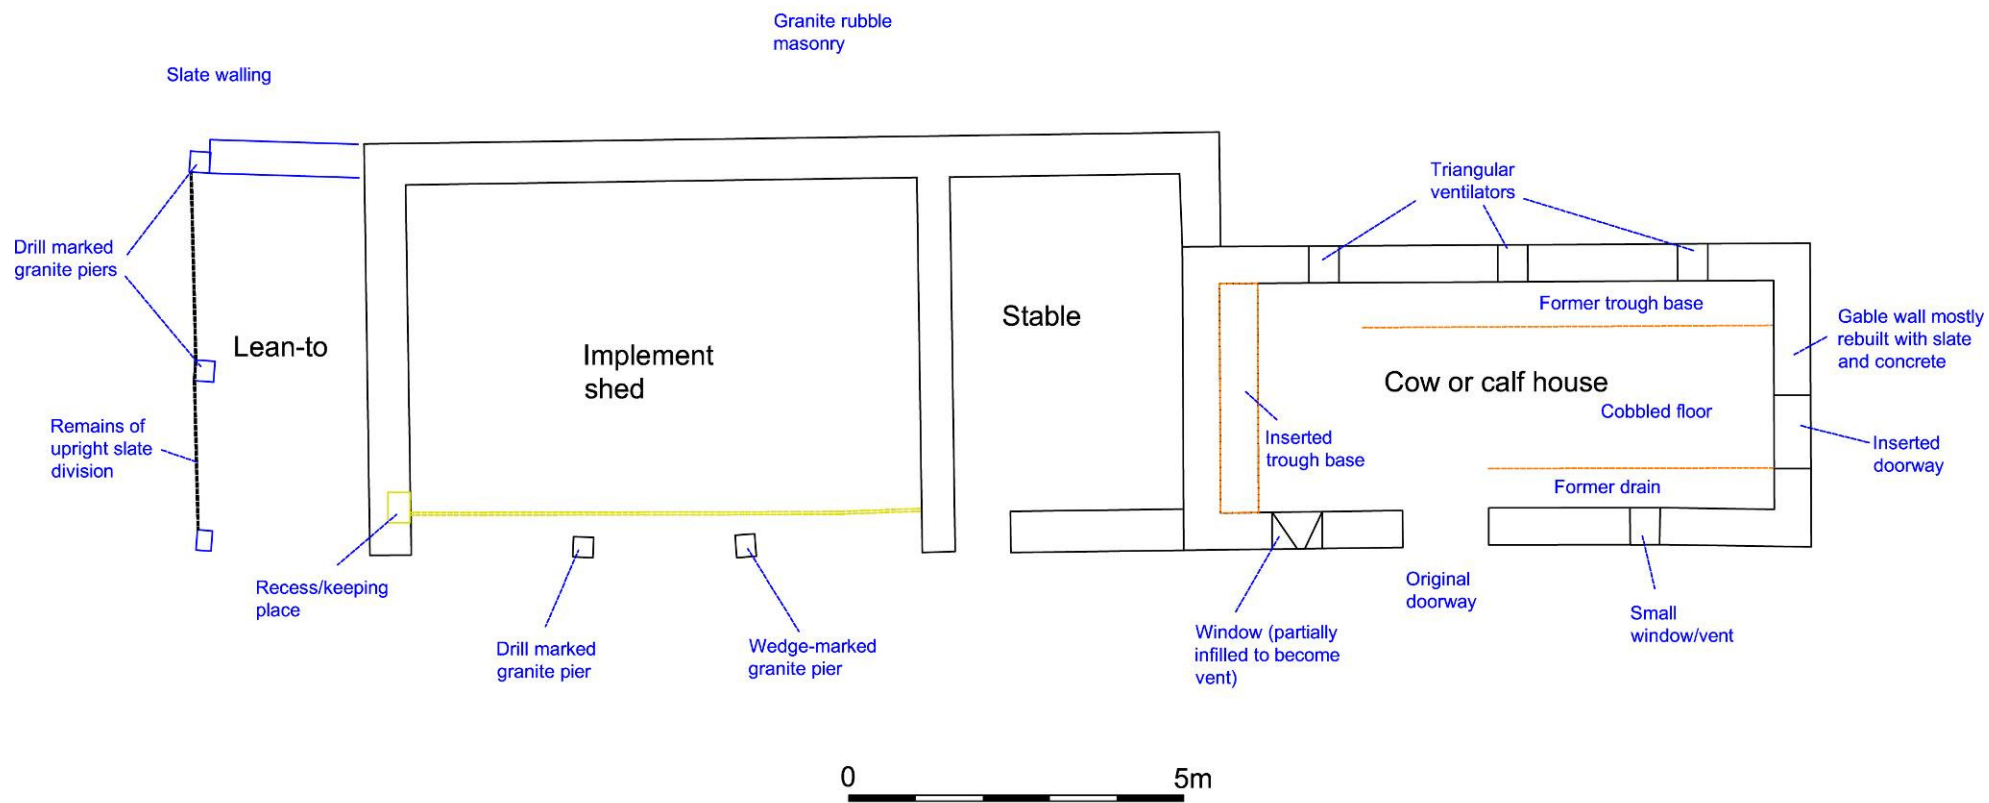 Granite rubble
masonry
Slate walling
Triangular
ventilators
Drill marked
granite piers
Former trough base
Stable
Gable wall mostly
rebuilt with slate
and concrete
Lean-to
Implement
shed
Cow or calf house
Cobbled floor
Remains of
upright slate
division
Inserted
trough base
Inserted
doorway
Former drain
Recess/keeping
place
Original
doorway
Small
window/vent
Drill marked
granite pier
Wedge-marked
granite pier
Window (partially
infilled to become
vent)
0 5m